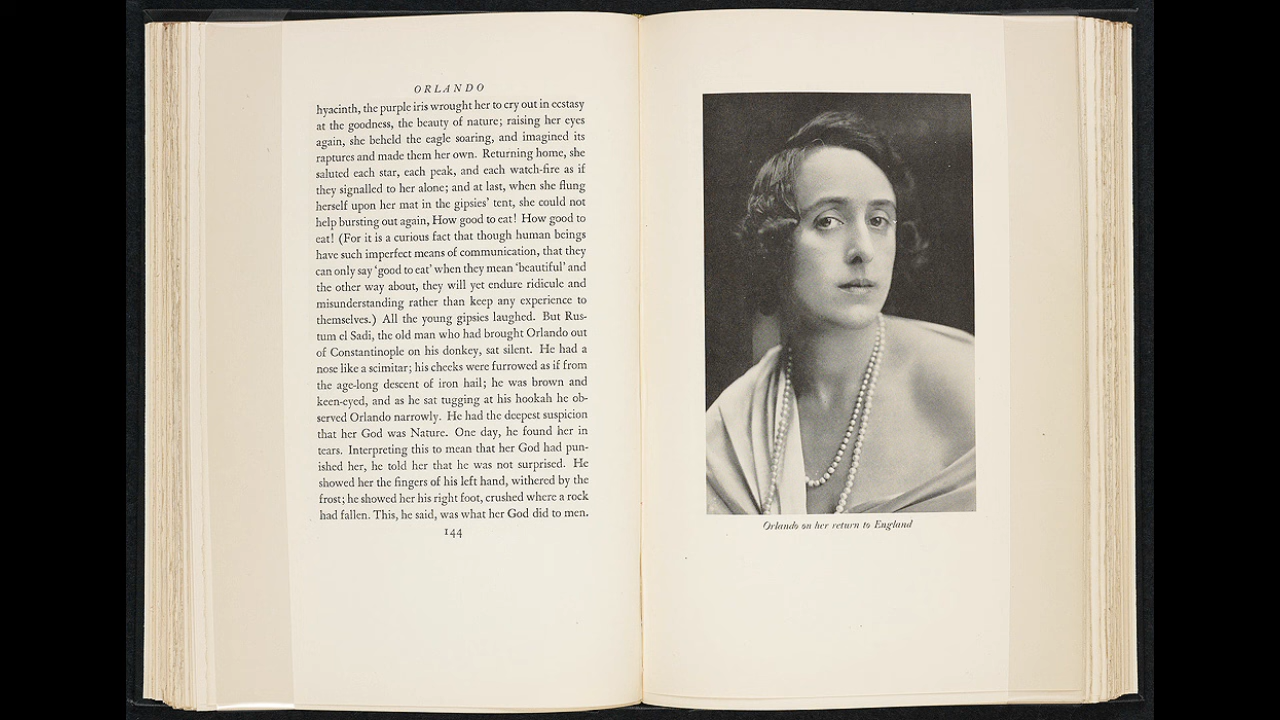 ORLANDO
hyacinth, the purple iris wrought her to cry out in ecstasy
at the goodness, the beauty of nature; raising her eyes
again, she beheld the eagle soaring, and imagined its
raptures and made them her own. Returning home, she
saluted each star, each peak, and each watch-fire as if
they signalled to her alone; and at last, when she flung
herself upon her mat in the gipsies' tent, she could not
help bursting out again, How good to eat! How good to
eat! (For it is a curious fact that though human beings
have such imperfect means of communication, that they
can only say 'good to eat' when they mean 'beautiful' and
the other way about, they will yet endure ridicule and
misunderstanding rather than keep any experience to
themselves.) All the young gipsies laughed. But Rus-
tum el Sadi, the old man who had brought Orlando out
of Constantinople on his donkey, sat silent. He had a
nose like a scimitar; his cheeks were furrowed as if from
the age-long descent of iron hail; he was brown and
keen-eyed, and as he sat tugging at his hookah he ob-
served Orlando narrowly. He had the deepest suspicion
that her God was Nature. One day, he found her in
tears. Interpreting this to mean that her God had pun-
ished her, he told her that he was not surprised. He
showed her the fingers of his left hand, withered by the
frost; he showed her his right foot, crushed where a rock
had fallen. This, he said, was what her God did to men.
144
Orlando on her return to England